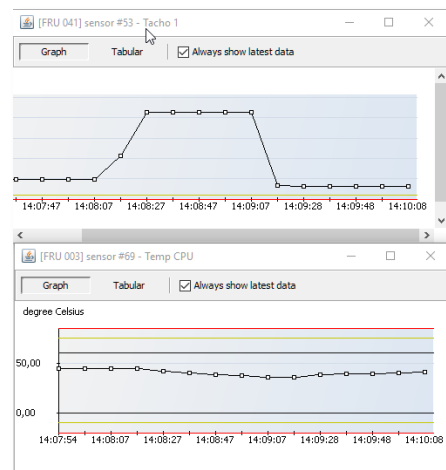 [FRU 041] sensor #53 - Tacho 1
Graph Tabular Always show latest data
14:07:47 14:08:07 14:08:27 14:08:47 14:09:07 14:09:28 14:09:48 14:10:08
[FRU 003] sensor #69 - Temp CPU
Graph Tabular Always show latest data
degree Celsius
50,00
0,00
14:07:54 14:08:07 14:08:27 14:08:47 14:09:07 14:09:28 14:09:48 14:10:08